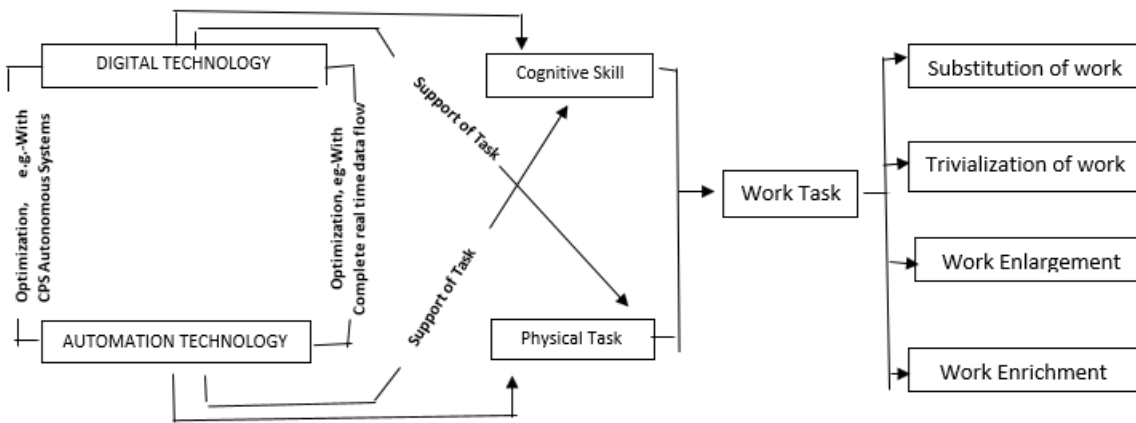 DIGITAL TECHNOLOGY
Optimization, e.g.-With
CPS Autonomous Systems
Optimization, eg-With
Complete real time data flow
AUTOMATION TECHNOLOGY
Support of Task
Support of Task
Cognitive Skill
Physical Task
Work Task
Substitution of work
Trivialization of work
Work Enlargement
Work Enrichment